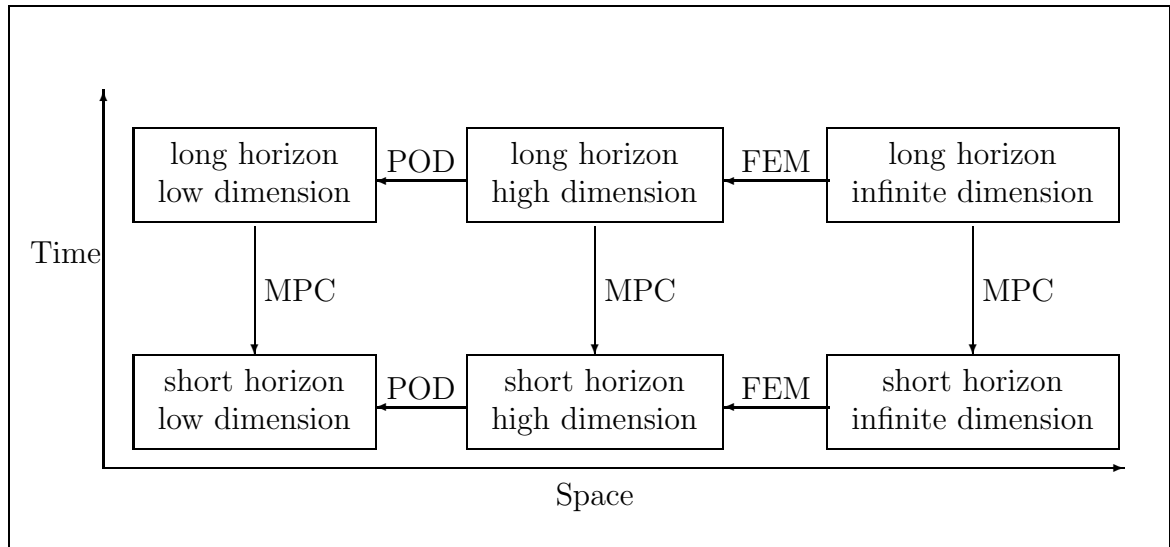 long horizon
low dimension
POD
long horizon
high dimension
FEM
long horizon
infinite dimension
Time
MPC
MPC
MPC
short horizon
low dimension
POD
short horizon
high dimension
FEM
short horizon
infinite dimension
Space